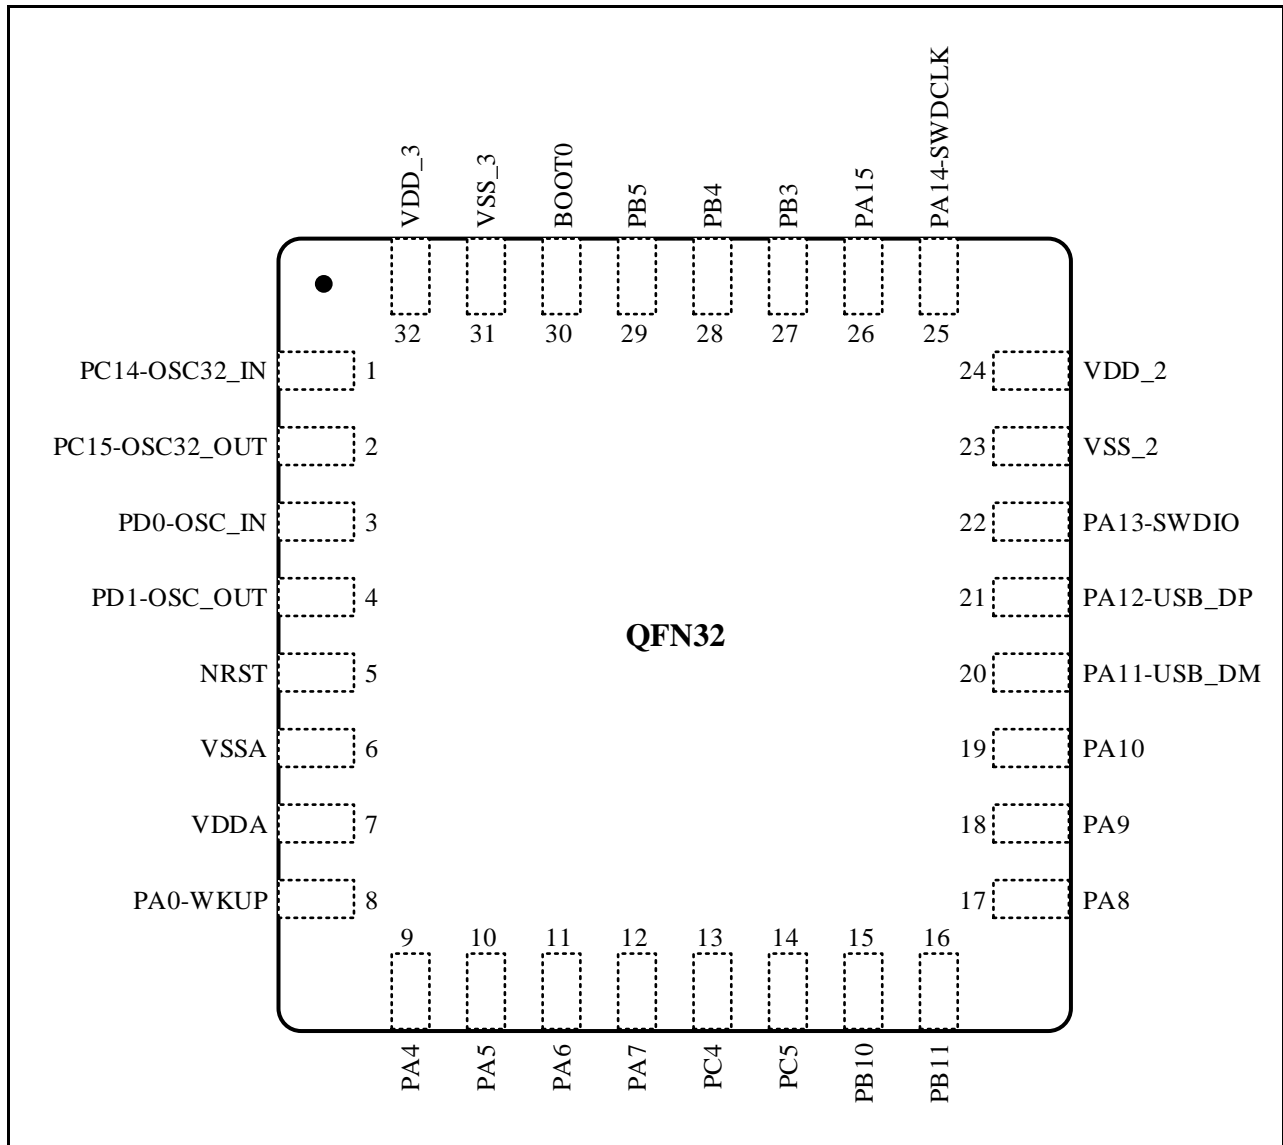 VDD_3
VSS_3
BOOT0
PB5
PB4
PB3
PA15
PA14-SWDCLK
32
31
30
29
28
27
26
25
PC14-OSC32_IN 1
24 VDD_2
PC15-OSC32_OUT 2
23 VSS_2
PD0-OSC_IN 3
22 PA13-SWDIO
PD1-OSC_OUT 4
21 PA12-USB_DP
QFN32
NRST 5
20 PA11-USB_DM
VSSA 6
19 PA10
VDDA 7
18 PA9
PA0-WKUP 8
17 PA8
9
10
11
12
13
14
15
16
PA4
PA5
PA6
PA7
PC4
PC5
PB10
PB11